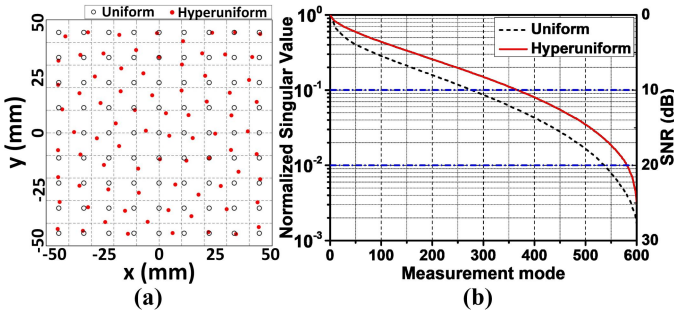 ○ Uniform • Hyperuniform
50
25
0
-25
-50
y (mm)
-50 -25 0 25 50
x (mm)
(a)
Uniform
Hyperuniform
10⁰
10⁻¹
10⁻²
10⁻³
Normalized Singular Value
0
10
20
30
SNR (dB)
0 100 200 300 400 500 600
Measurement mode
(b)